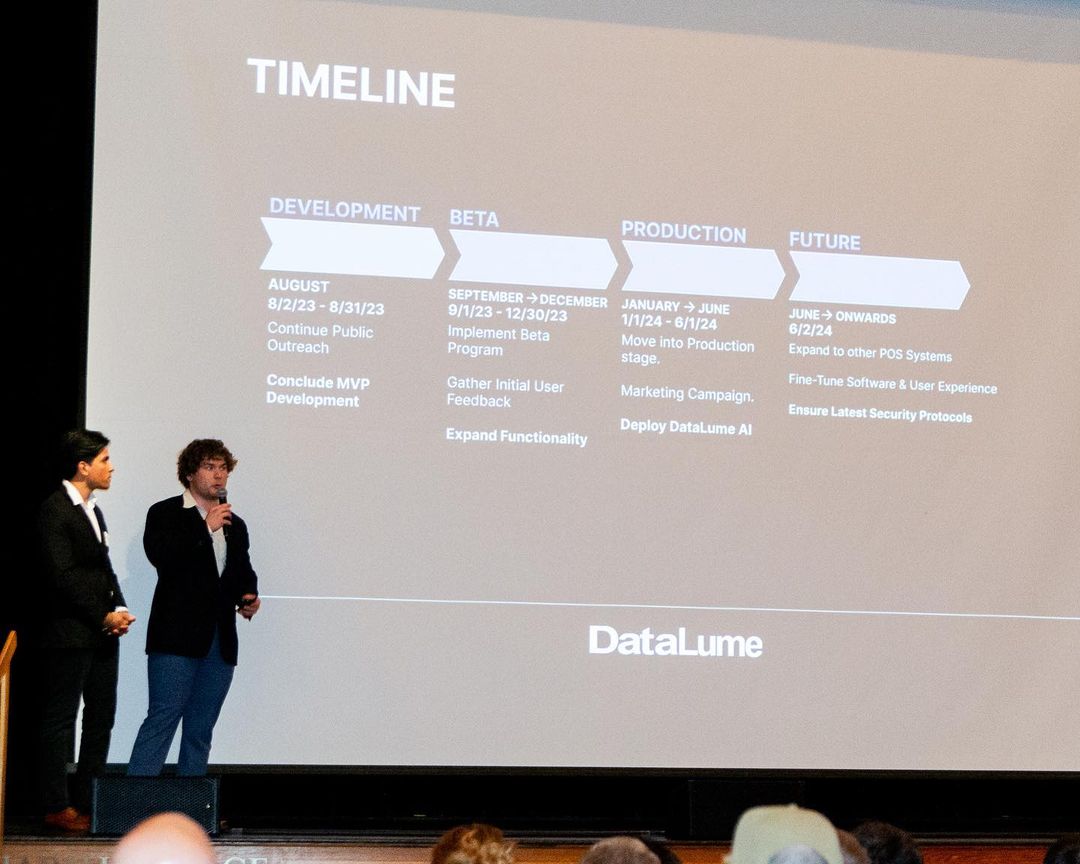 TIMELINE
DEVELOPMENT
AUGUST
8/2/23 - 8/31/23
Continue Public
Outreach
Conclude MVP
Development
BETA
SEPTEMBER → DECEMBER
9/1/23 - 12/30/23
Implement Beta
Program
Gather Initial User
Feedback
Expand Functionality
PRODUCTION
JANUARY → JUNE
1/1/24 - 6/1/24
Move into Production
stage.
Marketing Campaign.
Deploy DataLume AI
FUTURE
JUNE → ONWARDS
6/2/24
Expand to other POS Systems
Fine-Tune Software & User Experience
Ensure Latest Security Protocols
DataLume